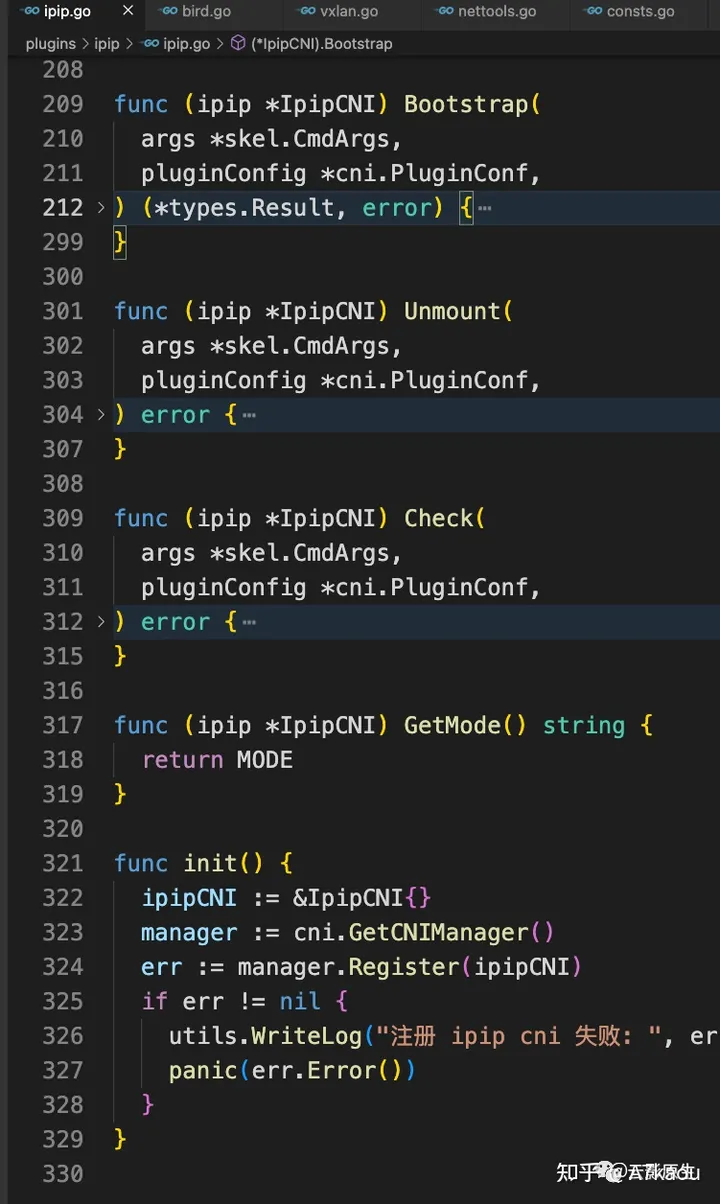 ipip.go × bird.go vxlan.go nettools.go consts.go
plugins > ipip > ipip.go > (*IpipCNI).Bootstrap
208
209 func (ipip *IpipCNI) Bootstrap(
210 args *skel.CmdArgs,
211 pluginConfig *cni.PluginConf,
212 > ) (*types.Result, error) {…
299 }
300
301 func (ipip *IpipCNI) Unmount(
302 args *skel.CmdArgs,
303 pluginConfig *cni.PluginConf,
304 > ) error {…
307 }
308
309 func (ipip *IpipCNI) Check(
310 args *skel.CmdArgs,
311 pluginConfig *cni.PluginConf,
312 > ) error {…
315 }
316
317 func (ipip *IpipCNI) GetMode() string {
318 return MODE
319 }
320
321 func init() {
322 ipipCNI := &IpipCNI{}
323 manager := cni.GetCNIManager()
324 err := manager.Register(ipipCNI)
325 if err != nil {
326 utils.WriteLog("注册 ipip cni 失败: ", er
327 panic(err.Error())
328 }
329 }
330
知乎